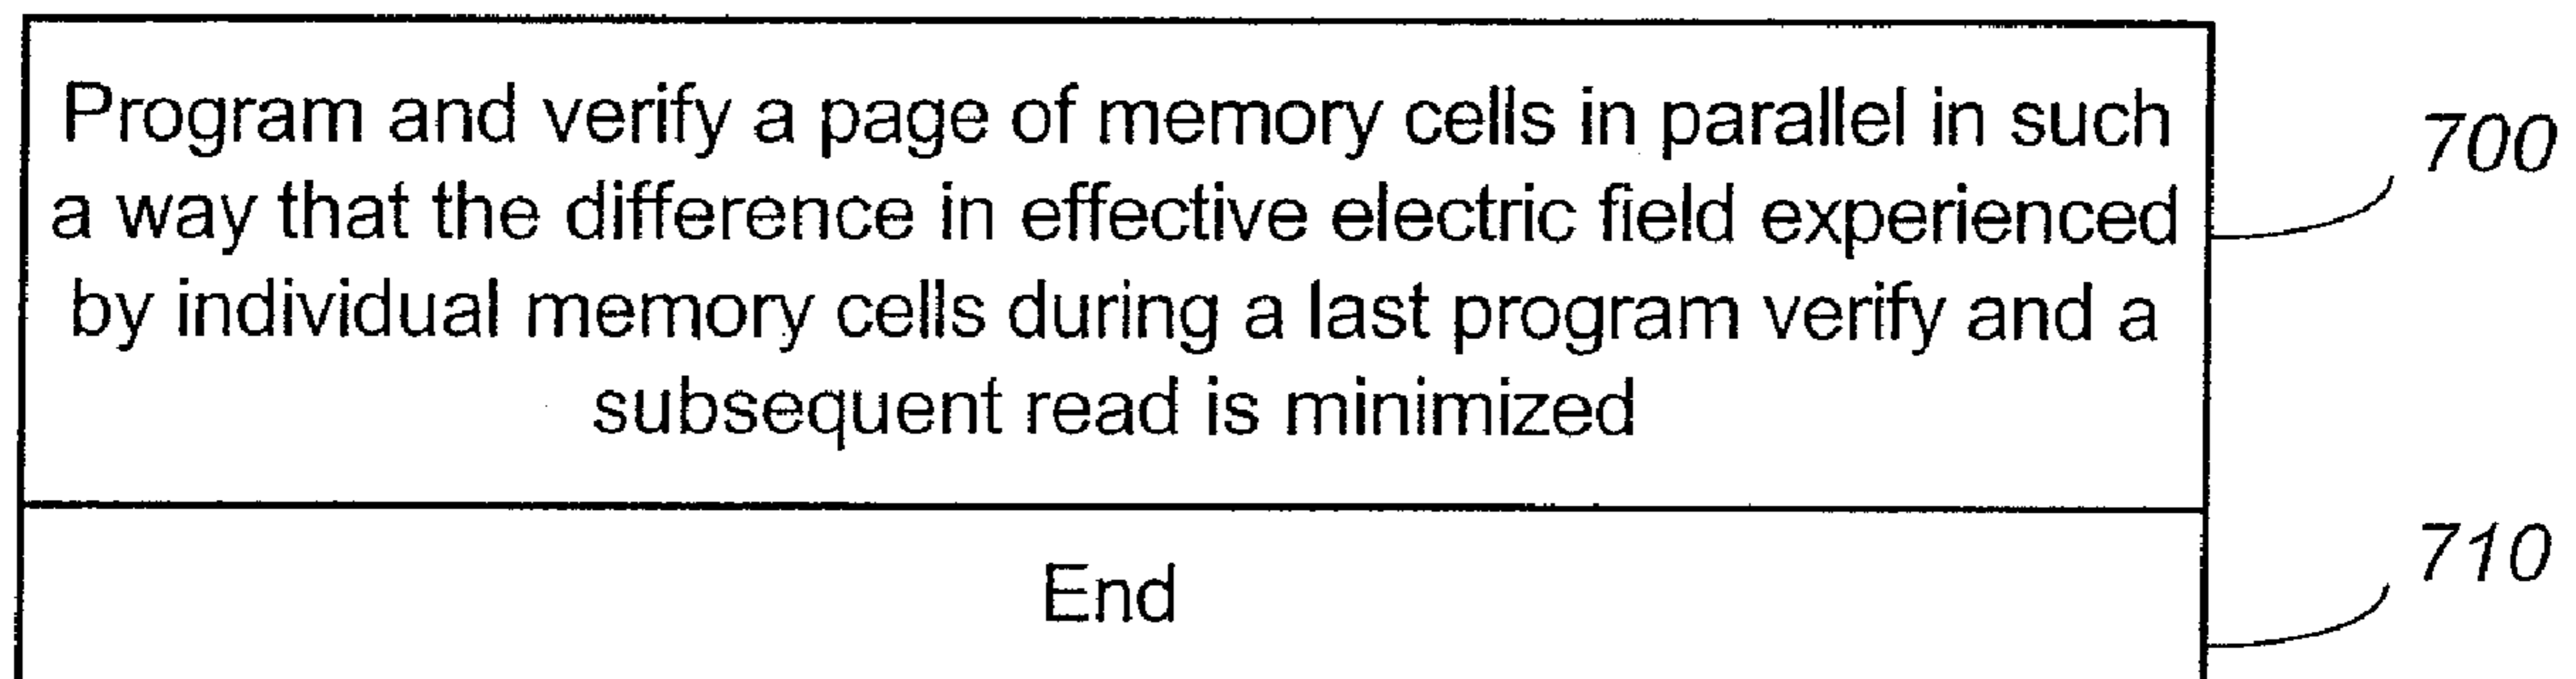 Program and verify a page of memory cells in parallel in such
a way that the difference in effective electric field experienced
by individual memory cells during a last program verify and a
subsequent read is minimized
700
End
710